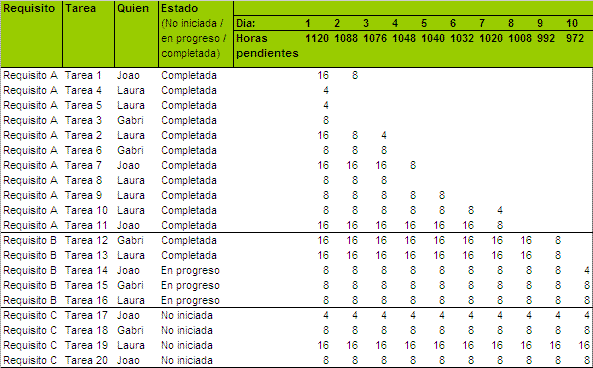 Requisito Tarea Quien Estado (No iniciada / en progreso / completada)
Dia: 1 2 3 4 5 6 7 8 9 10
Horas pendientes 1120 1088 1076 1048 1040 1032 1020 1008 992 972
Requisito A Tarea 1 Joao Completada 16 8
Requisito A Tarea 4 Laura Completada 4
Requisito A Tarea 5 Laura Completada 4
Requisito A Tarea 3 Gabri Completada 8
Requisito A Tarea 2 Laura Completada 16 8 4
Requisito A Tarea 6 Gabri Completada 8 8 8
Requisito A Tarea 7 Joao Completada 16 16 16 8
Requisito A Tarea 8 Laura Completada 8 8 8
Requisito A Tarea 9 Laura Completada 8 8 8 8 8
Requisito A Tarea 10 Laura Completada 8 8 8 8 8 8 4
Requisito A Tarea 11 Joao Completada 16 16 16 16 16 16 8
Requisito B Tarea 12 Gabri Completada 16 16 16 16 16 16 16 16 8
Requisito B Tarea 13 Laura Completada 16 16 16 16 16 16 16 16 8
Requisito B Tarea 14 Joao En progreso 8 8 8 8 8 8 8 8 8 4
Requisito B Tarea 15 Gabri En progreso 8 8 8 8 8 8 8 8 8 8
Requisito B Tarea 16 Laura En progreso 8 8 8 8 8 8 8 8 8 8
Requisito C Tarea 17 Joao No iniciada 4 4 4 4 4 4 4 4 4 4
Requisito C Tarea 18 Gabri No iniciada 8 8 8 8 8 8 8 8 8 8
Requisito C Tarea 19 Laura No iniciada 16 16 16 16 16 16 16 16 16 16
Requisito C Tarea 20 Joao No iniciada 8 8 8 8 8 8 8 8 8 8